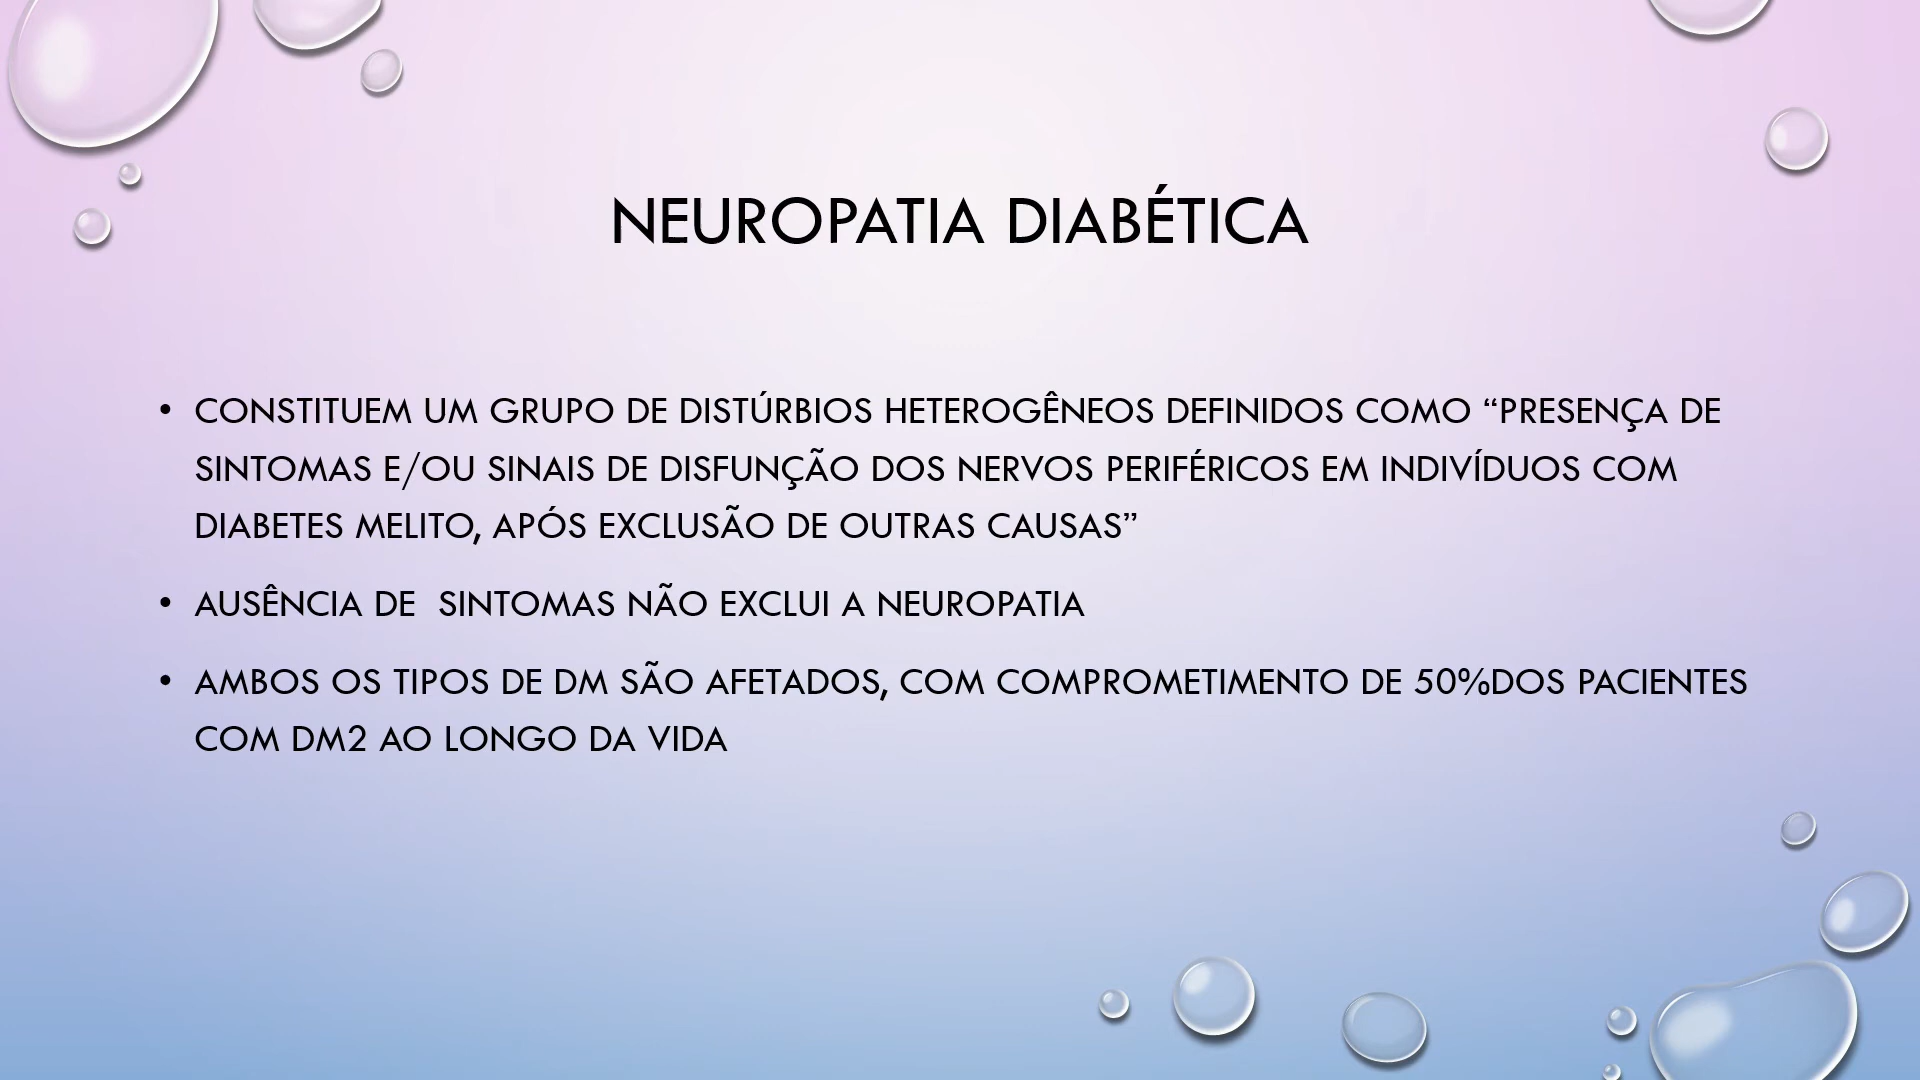 NEUROPATIA DIABÉTICA
• CONSTITUEM UM GRUPO DE DISTÚRBIOS HETEROGÊNEOS DEFINIDOS COMO “PRESENÇA DE
SINTOMAS E/OU SINAIS DE DISFUNÇÃO DOS NERVOS PERIFÉRICOS EM INDIVÍDUOS COM
DIABETES MELITO, APÓS EXCLUSÃO DE OUTRAS CAUSAS”
• AUSÊNCIA DE  SINTOMAS NÃO EXCLUI A NEUROPATIA
• AMBOS OS TIPOS DE DM SÃO AFETADOS, COM COMPROMETIMENTO DE 50%DOS PACIENTES
COM DM2 AO LONGO DA VIDA